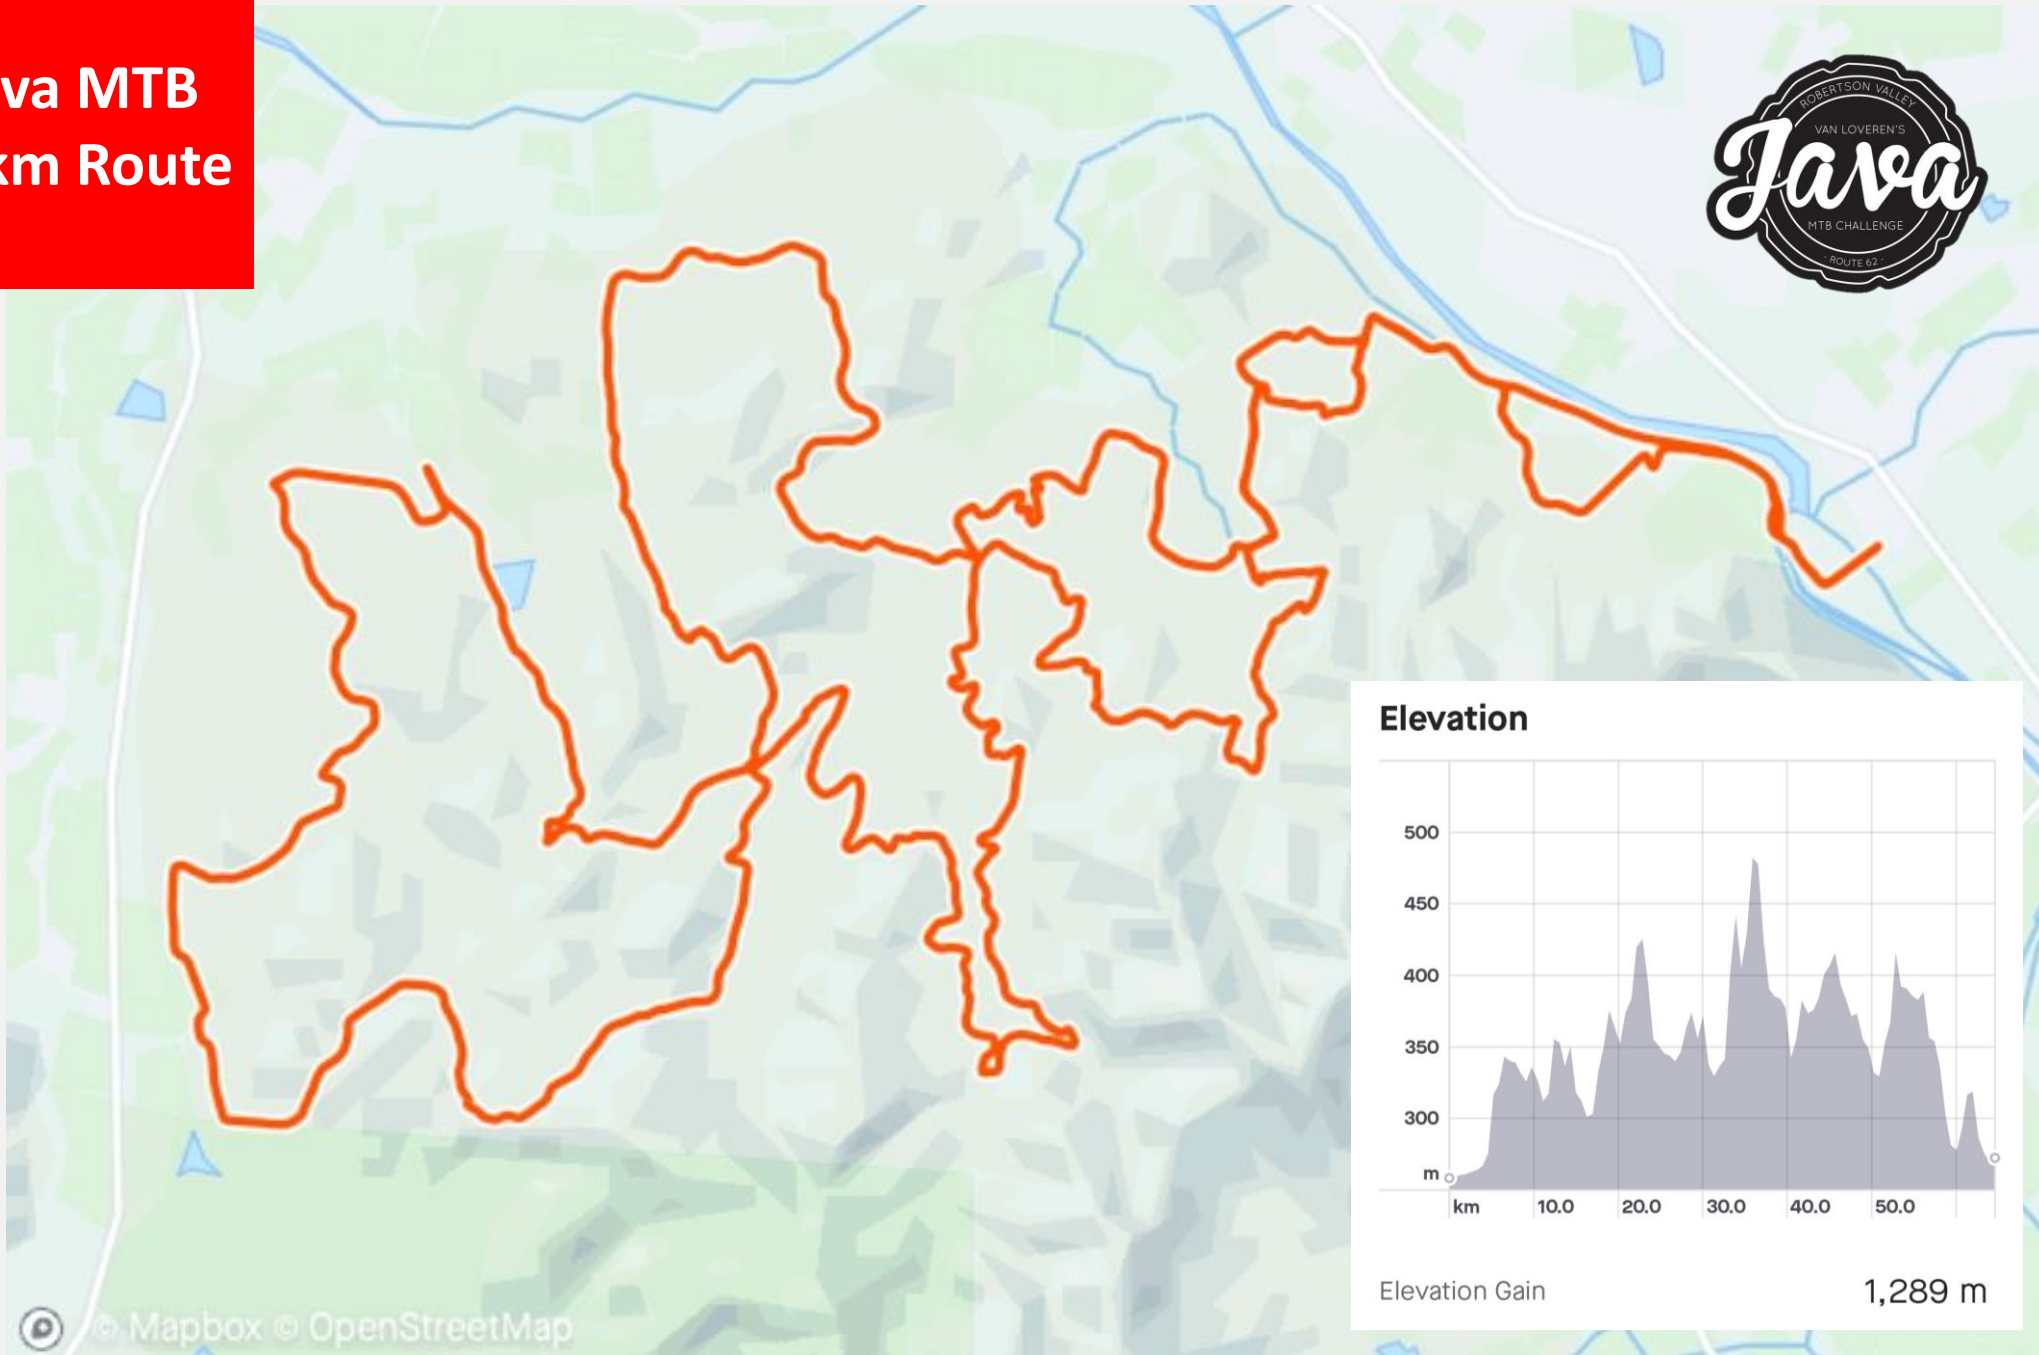 va MTB
km Route
ROBERTSON VALLEY
VAN LOVEREN'S
Java
MTB CHALLENGE
· ROUTE 62 ·
Elevation
500
450
400
350
300
m
km 10.0 20.0 30.0 40.0 50.0
Elevation Gain 1,289 m
© Mapbox © OpenStreetMap